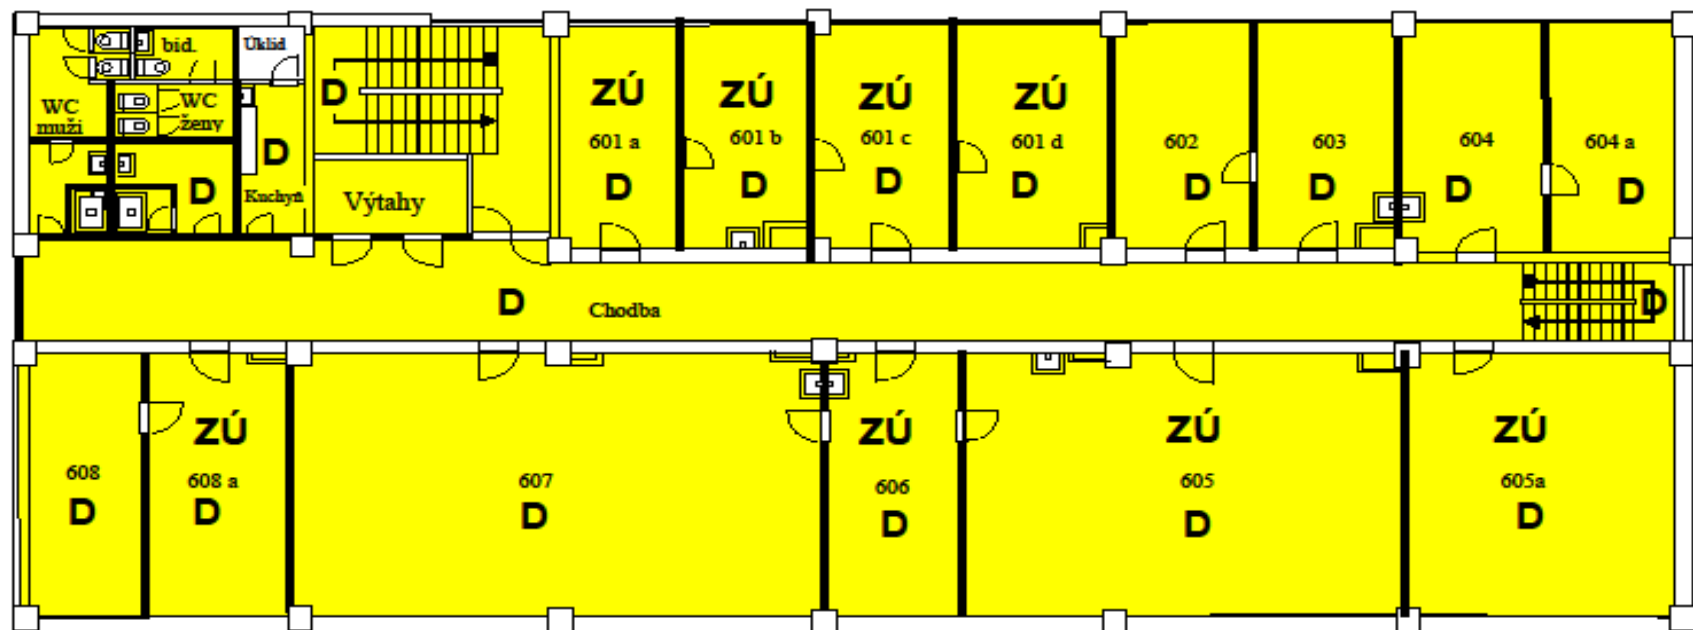 bid.
Úklid
WC
muži
WC
ženy
D
D
D
Kuchyň
Výtahy
ZÚ
601 a
D
ZÚ
601 b
D
ZÚ
601 c
D
ZÚ
601 d
D
602
D
603
D
604
D
604 a
D
D
Chodba
D
608
D
ZÚ
608 a
D
607
D
ZÚ
606
D
ZÚ
605
D
ZÚ
605a
D